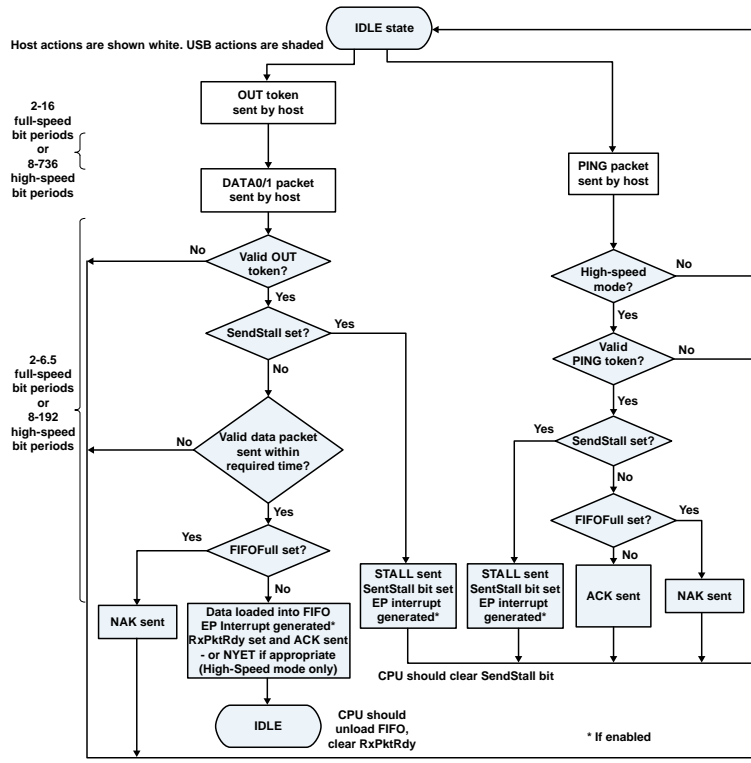 IDLE state
Host actions are shown white. USB actions are shaded
OUT token
sent by host
2-16
full-speed
bit periods
or
8-736
high-speed
bit periods
PING packet
sent by host
DATA0/1 packet
sent by host
No
Valid OUT
token?
High-speed
mode?
No
Yes
Yes
SendStall set?
Yes
Valid
PING token?
No
No
2-6.5
full-speed
bit periods
or
8-192
high-speed
bit periods
Yes
No
Valid data packet
sent within
required time?
Yes
SendStall set?
No
Yes
Yes
FIFOFull set?
FIFOFull set?
Yes
No
No
NAK sent
Data loaded into FIFO
EP Interrupt generated*
RxPktRdy set and ACK sent
- or NYET if appropriate
(High-Speed mode only)
STALL sent
SentStall bit set
EP interrupt
generated*
STALL sent
SentStall bit set
EP interrupt
generated*
ACK sent
NAK sent
CPU should clear SendStall bit
IDLE
CPU should
unload FIFO,
clear RxPktRdy
* If enabled